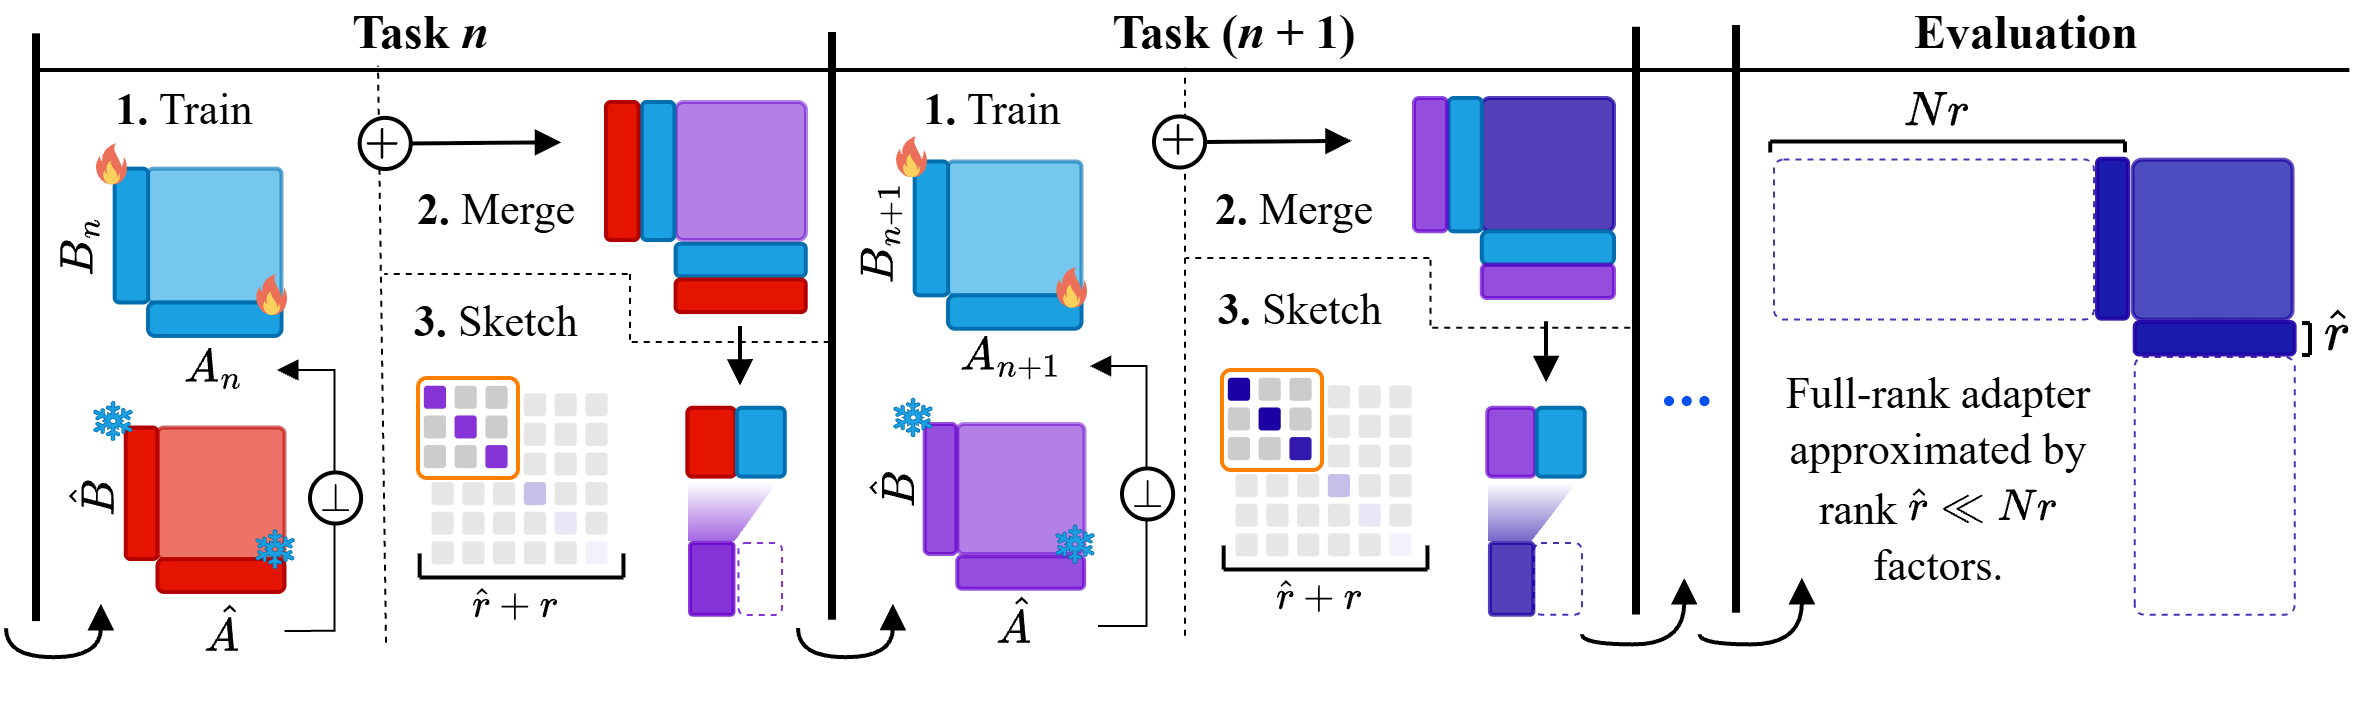 Task n
Task (n + 1)
Evaluation
1. Train
B_n
A_n
B̂
Â
⊥
+
2. Merge
3. Sketch
r̂ + r
1. Train
B_{n+1}
A_{n+1}
B̂
Â
⊥
+
2. Merge
3. Sketch
r̂ + r
...
Nr
r̂
Full-rank adapter
approximated by
rank r̂ ≪ Nr
factors.